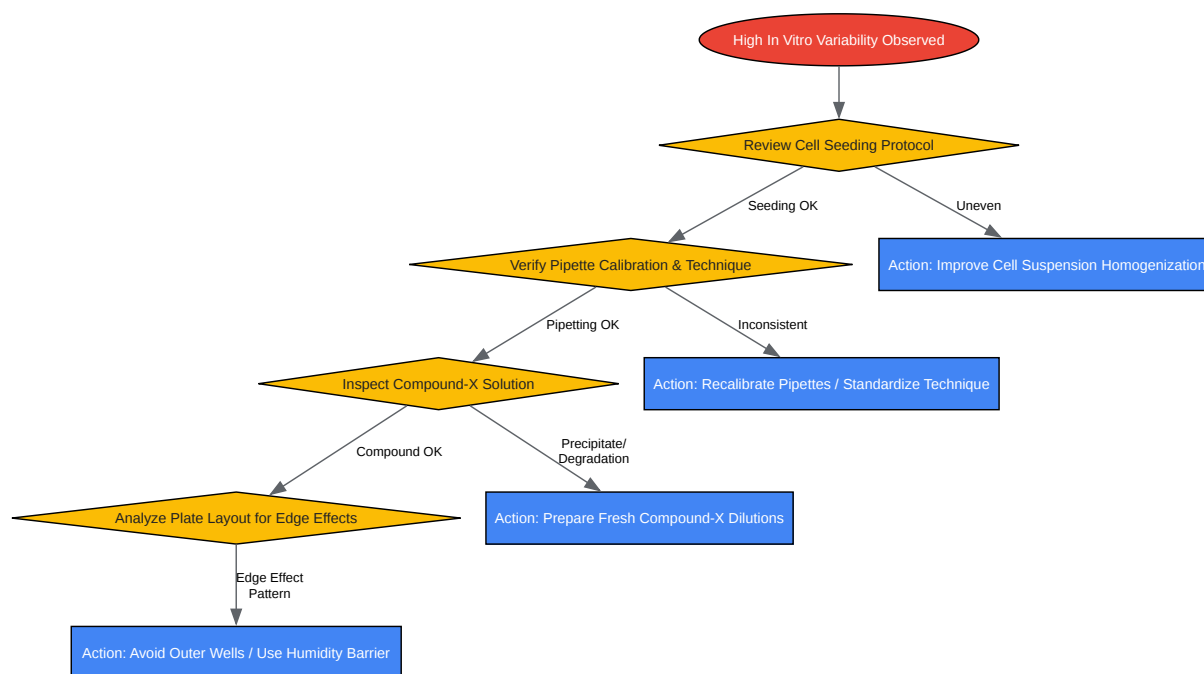 High In Vitro Variability Observed
Review Cell Seeding Protocol
Seeding OK
Uneven
Verify Pipette Calibration & Technique
Action: Improve Cell Suspension Homogenization
Pipetting OK
Inconsistent
Inspect Compound-X Solution
Action: Recalibrate Pipettes / Standardize Technique
Compound OK
Precipitate/
Degradation
Analyze Plate Layout for Edge Effects
Action: Prepare Fresh Compound-X Dilutions
Edge Effect
Pattern
Action: Avoid Outer Wells / Use Humidity Barrier